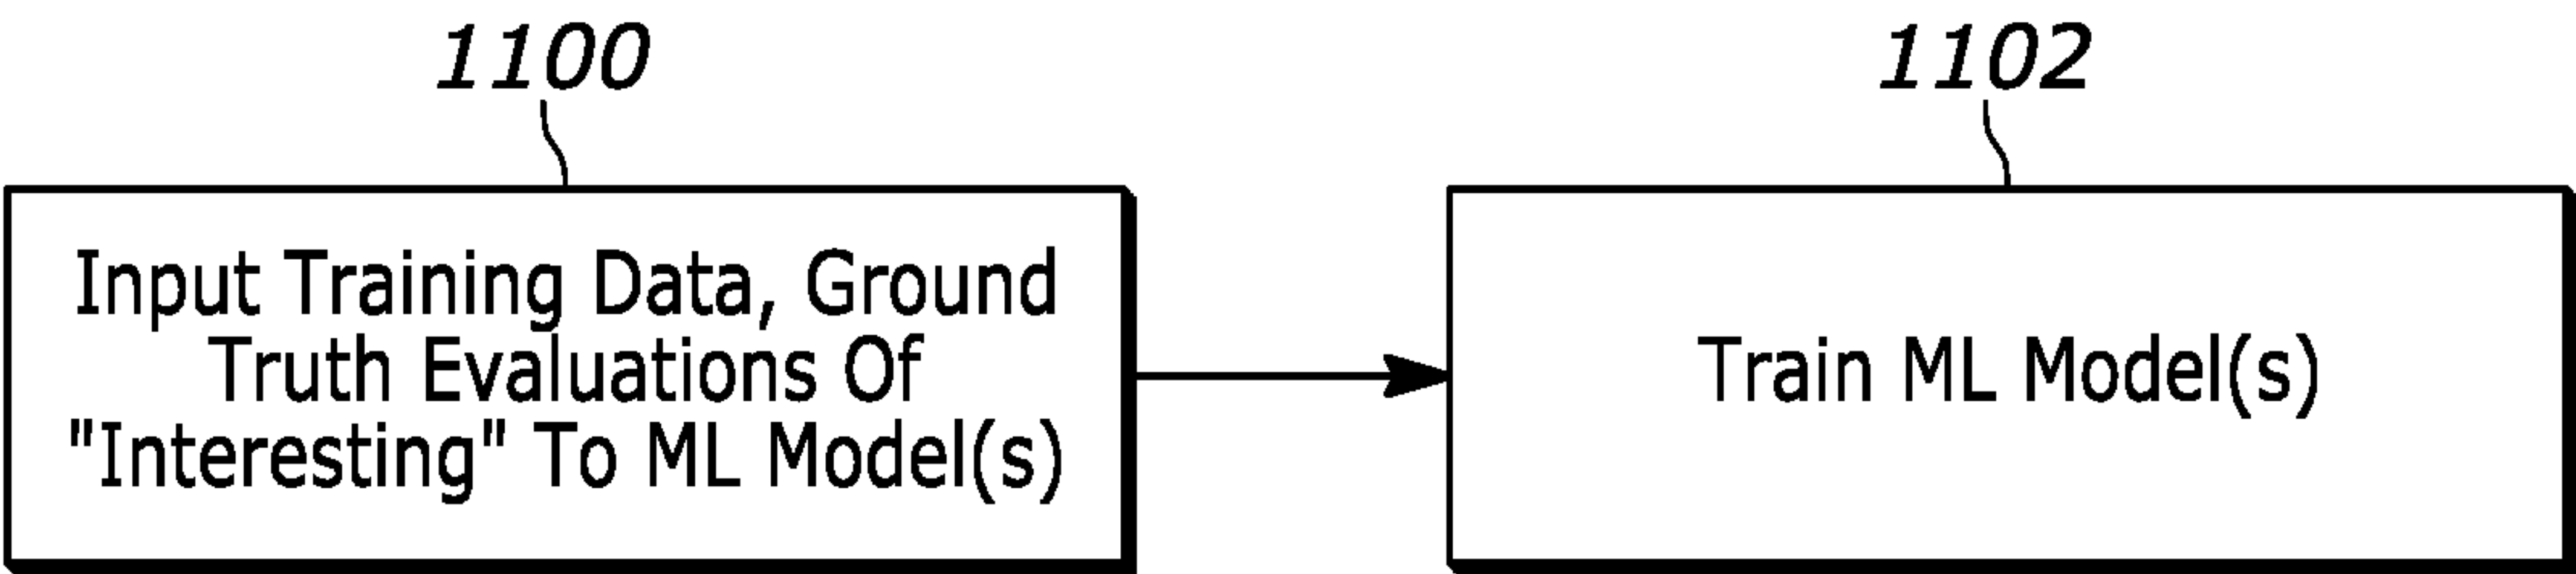 1100
1102
Input Training Data, Ground
Truth Evaluations Of
"Interesting" To ML Model(s)
Train ML Model(s)